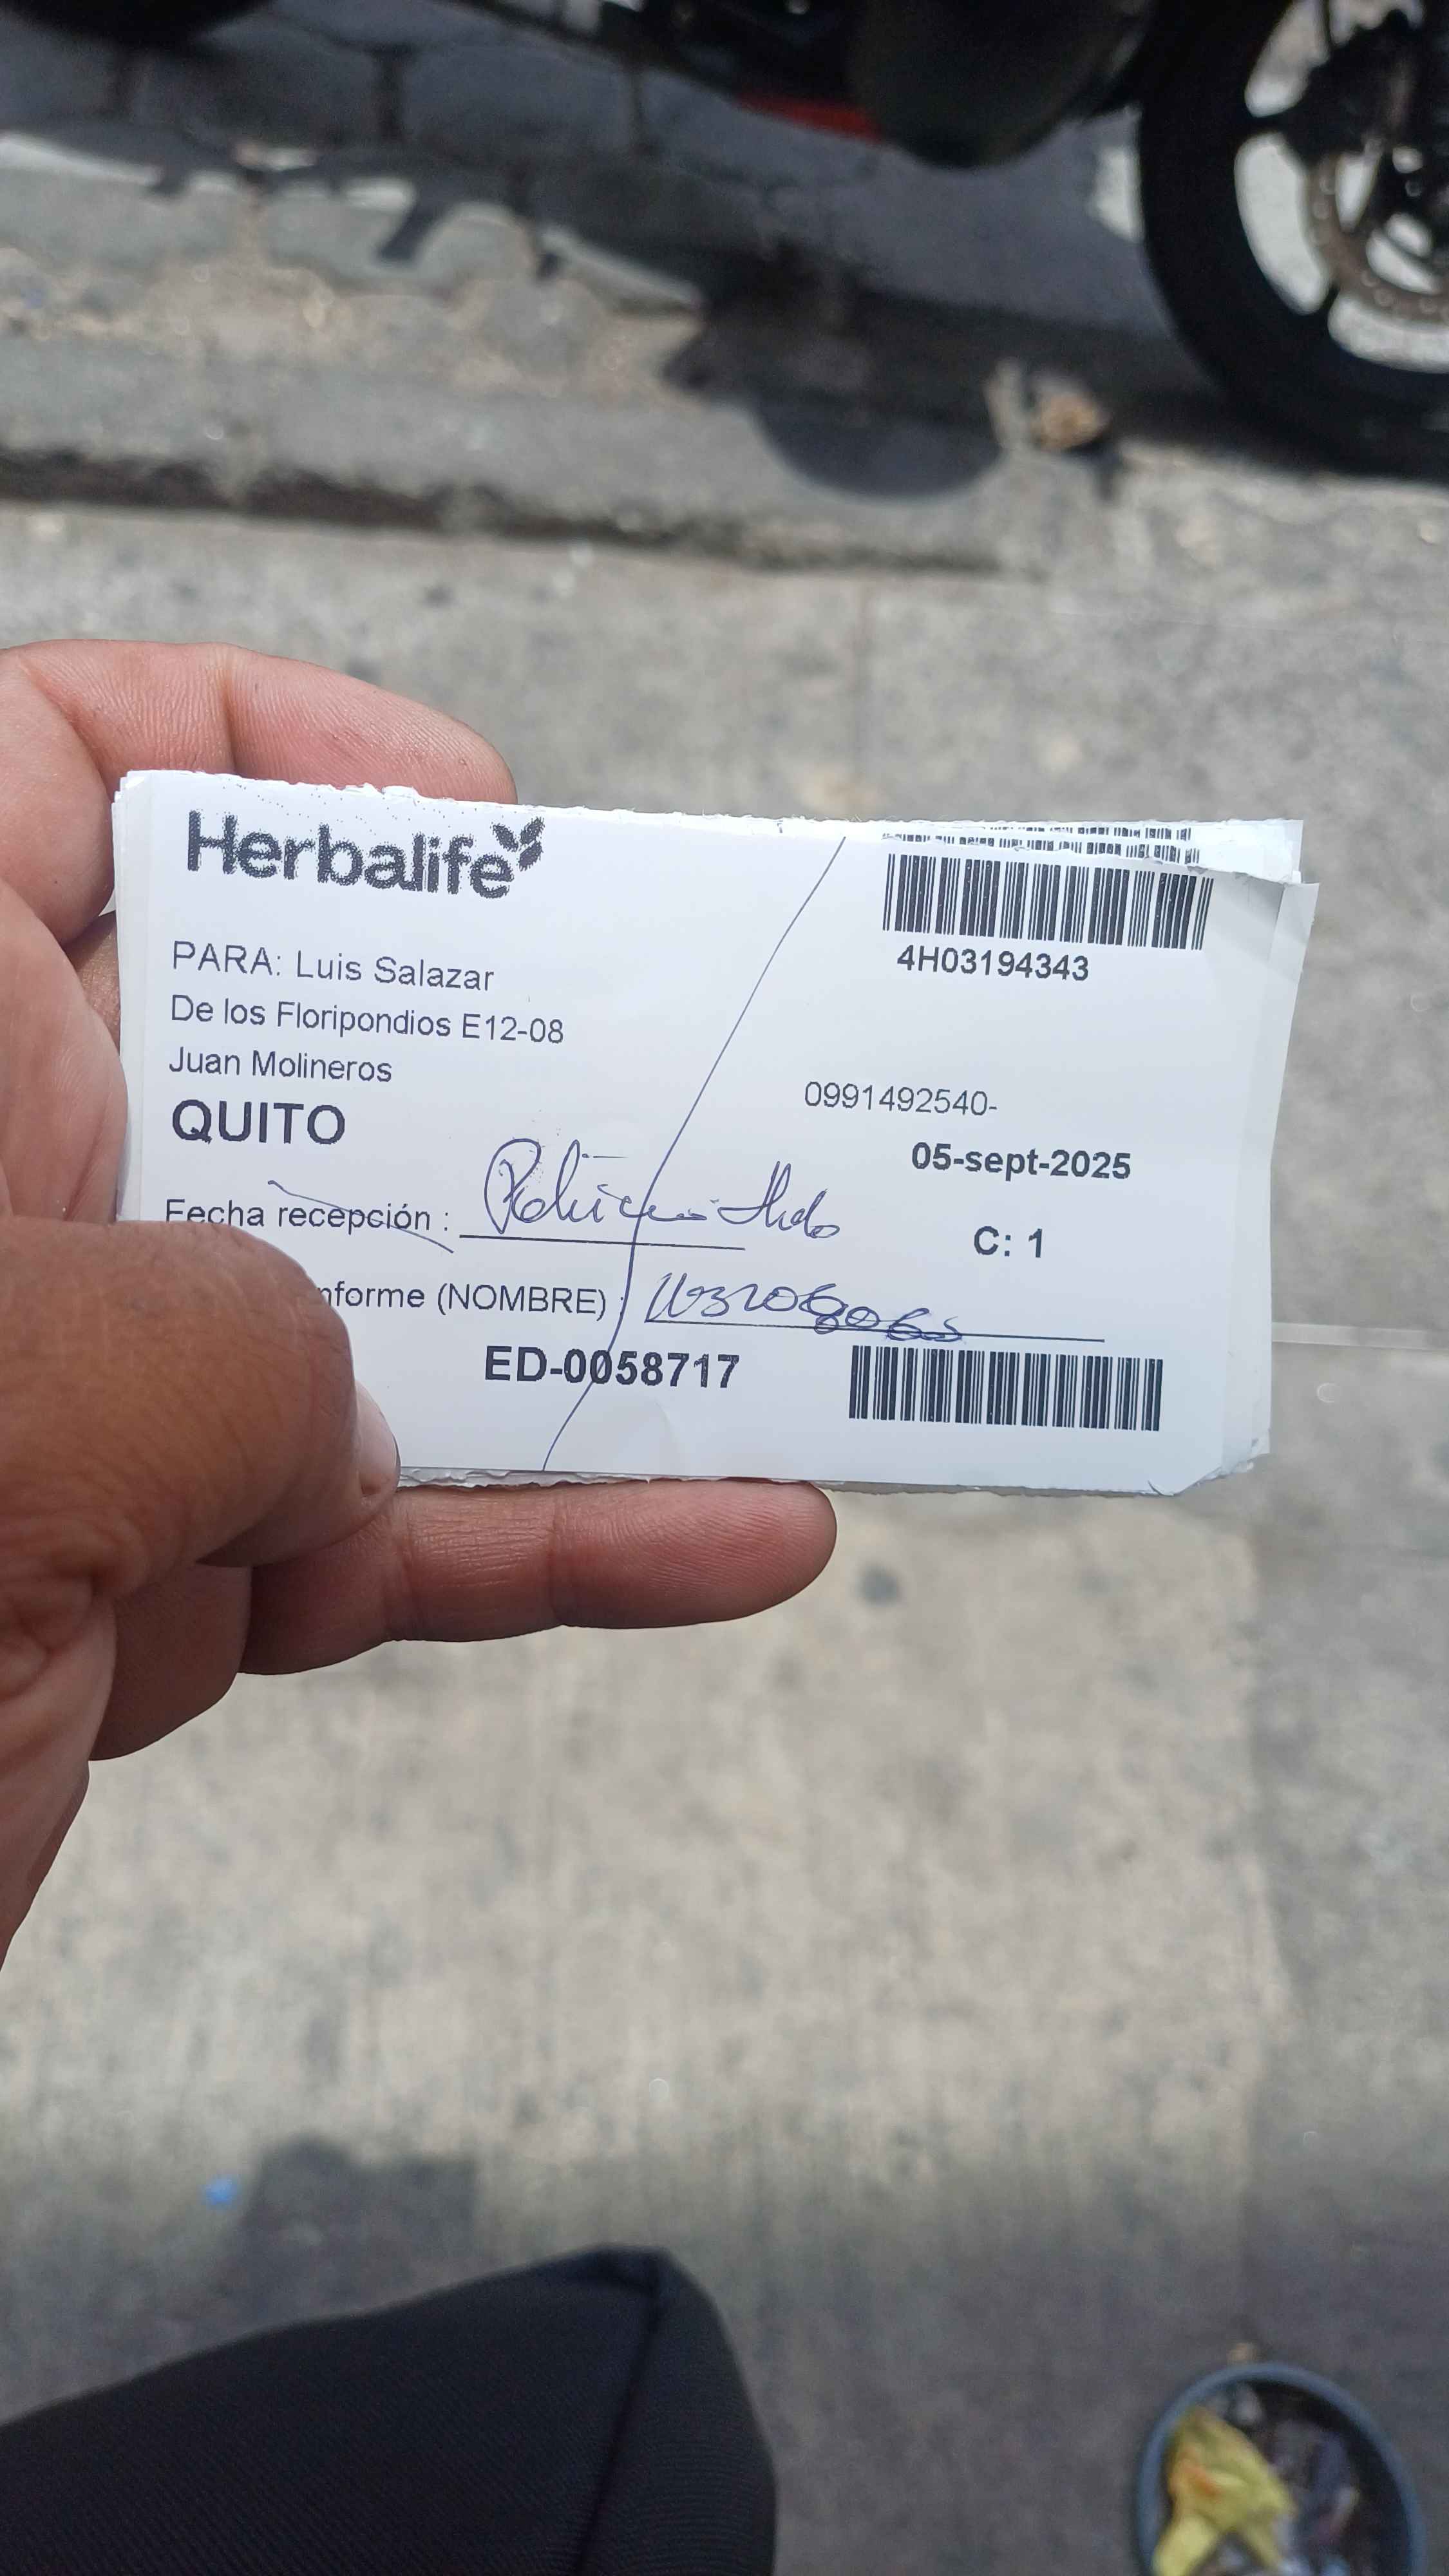 Herbalife
4H03194343
PARA: Luis Salazar
De los Floripondios E12-08
Juan Molineros
0991492540-
QUITO
05-sept-2025
Fecha recepción :
C: 1
nforme (NOMBRE) :
ED-0058717